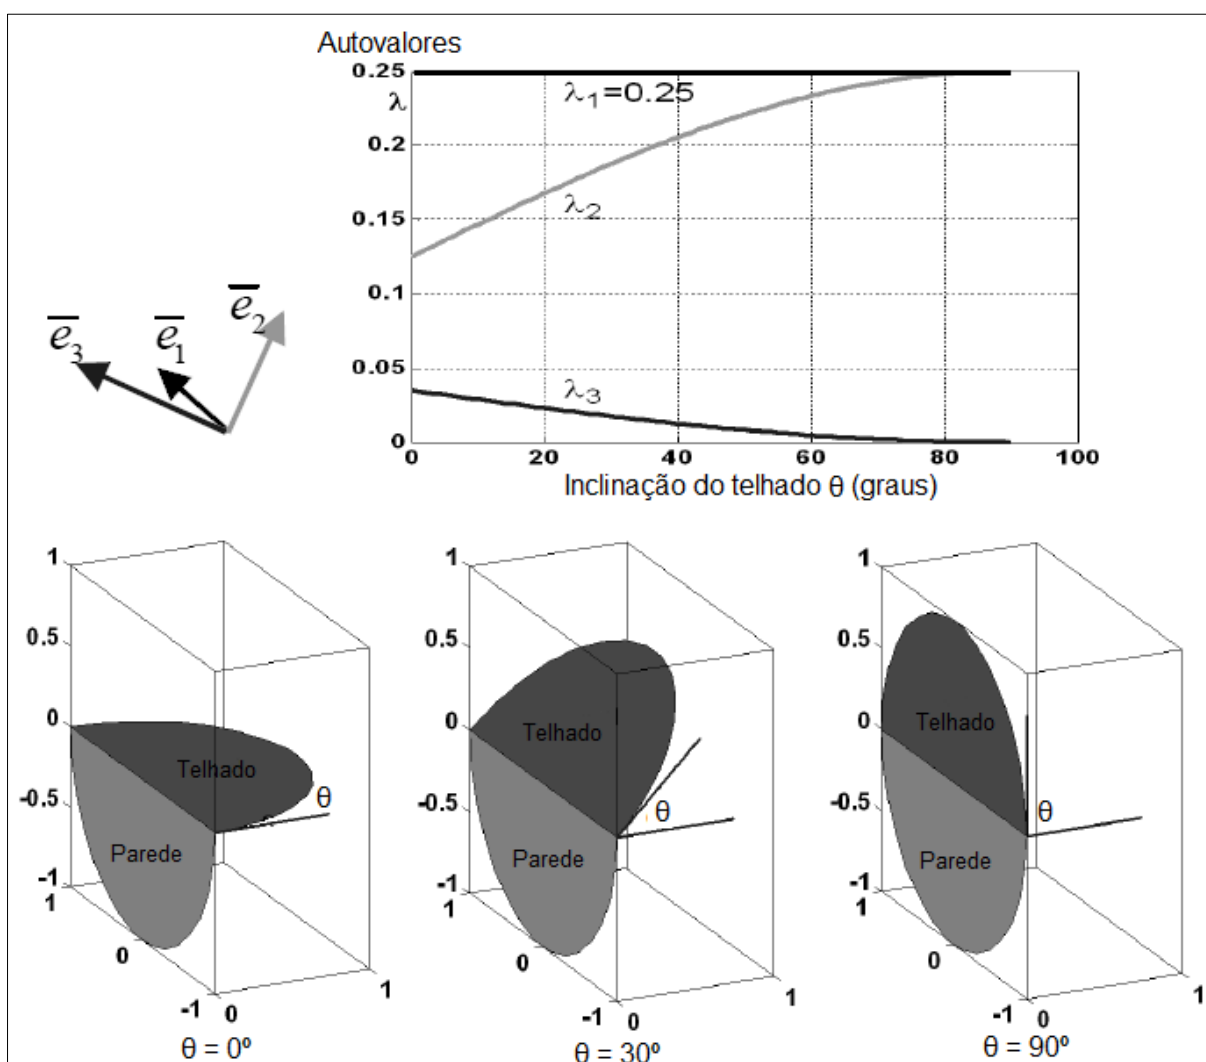 Autovalores
0.25
λ
λ1=0.25
0.2
0.15
λ2
0.1
0.05
λ3
0
0 20 40 60 80 100
Inclinação do telhado θ (graus)
e3 e1 e2
1
0.5
0
-0.5
-1
1
0
-1 0
1
Telhado
θ
Parede
θ = 0º
1
0.5
0
-0.5
-1
1
0
-1 0
1
Telhado
θ
Parede
θ = 30º
1
0.5
0
-0.5
-1
1
0
-1 0
1
Telhado
θ
Parede
θ = 90º